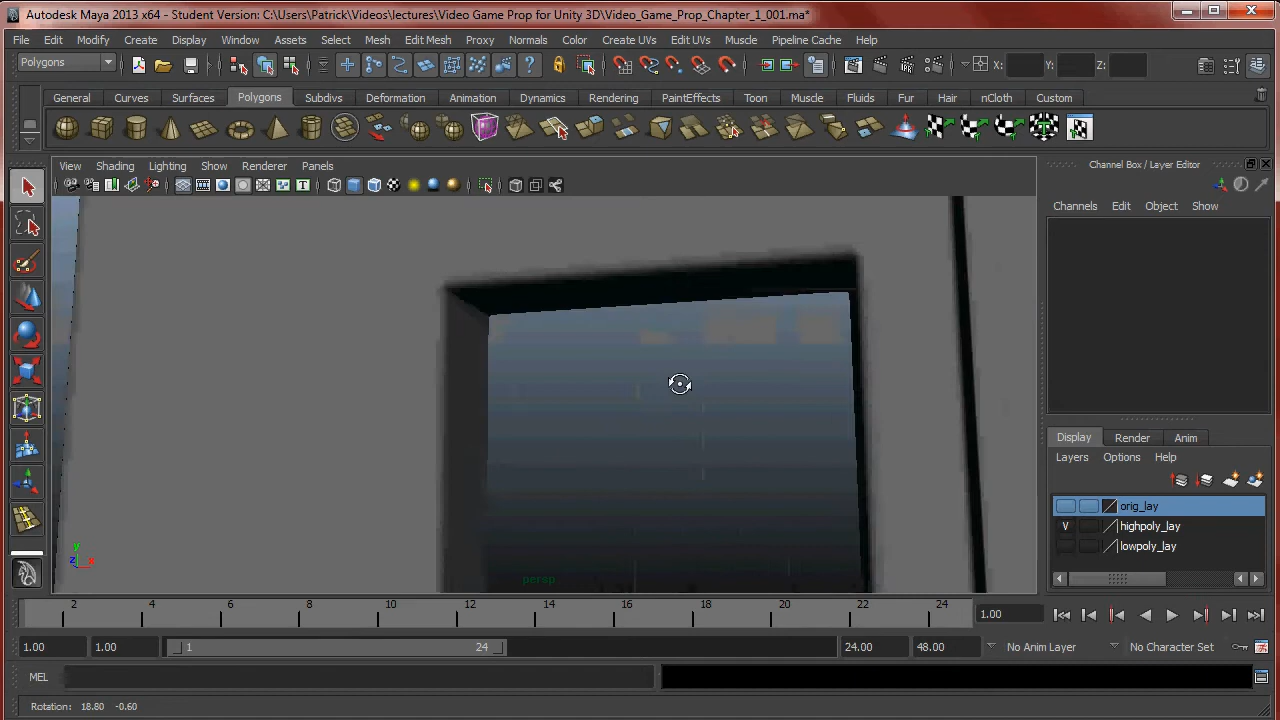 Autodesk Maya 2013 x64 - Student Version: C:\Users\Patrick\Videos\lectures\Video Game Prop for Unity 3D\Video_Game_Prop_Chapter_1_001.ma*
File Edit Modify Create Display Window Assets Select Mesh Edit Mesh Proxy Normals Color Create UVs Edit UVs Muscle Pipeline Cache Help
Polygons X: Y: Z:
General Curves Surfaces Polygons Subdivs Deformation Animation Dynamics Rendering PaintEffects Toon Muscle Fluids Fur Hair nCloth Custom
View Shading Lighting Show Renderer Panels
Channel Box / Layer Editor
Channels Edit Object Show
Display Render Anim
Layers Options Help
orig_lay
V highpoly_lay
lowpoly_lay
y
z x
persp
2 4 6 8 10 12 14 16 18 20 22 24 1.00
1.00 1.00 1 24 24.00 48.00 No Anim Layer No Character Set
MEL
Rotation: 18.80 -0.60